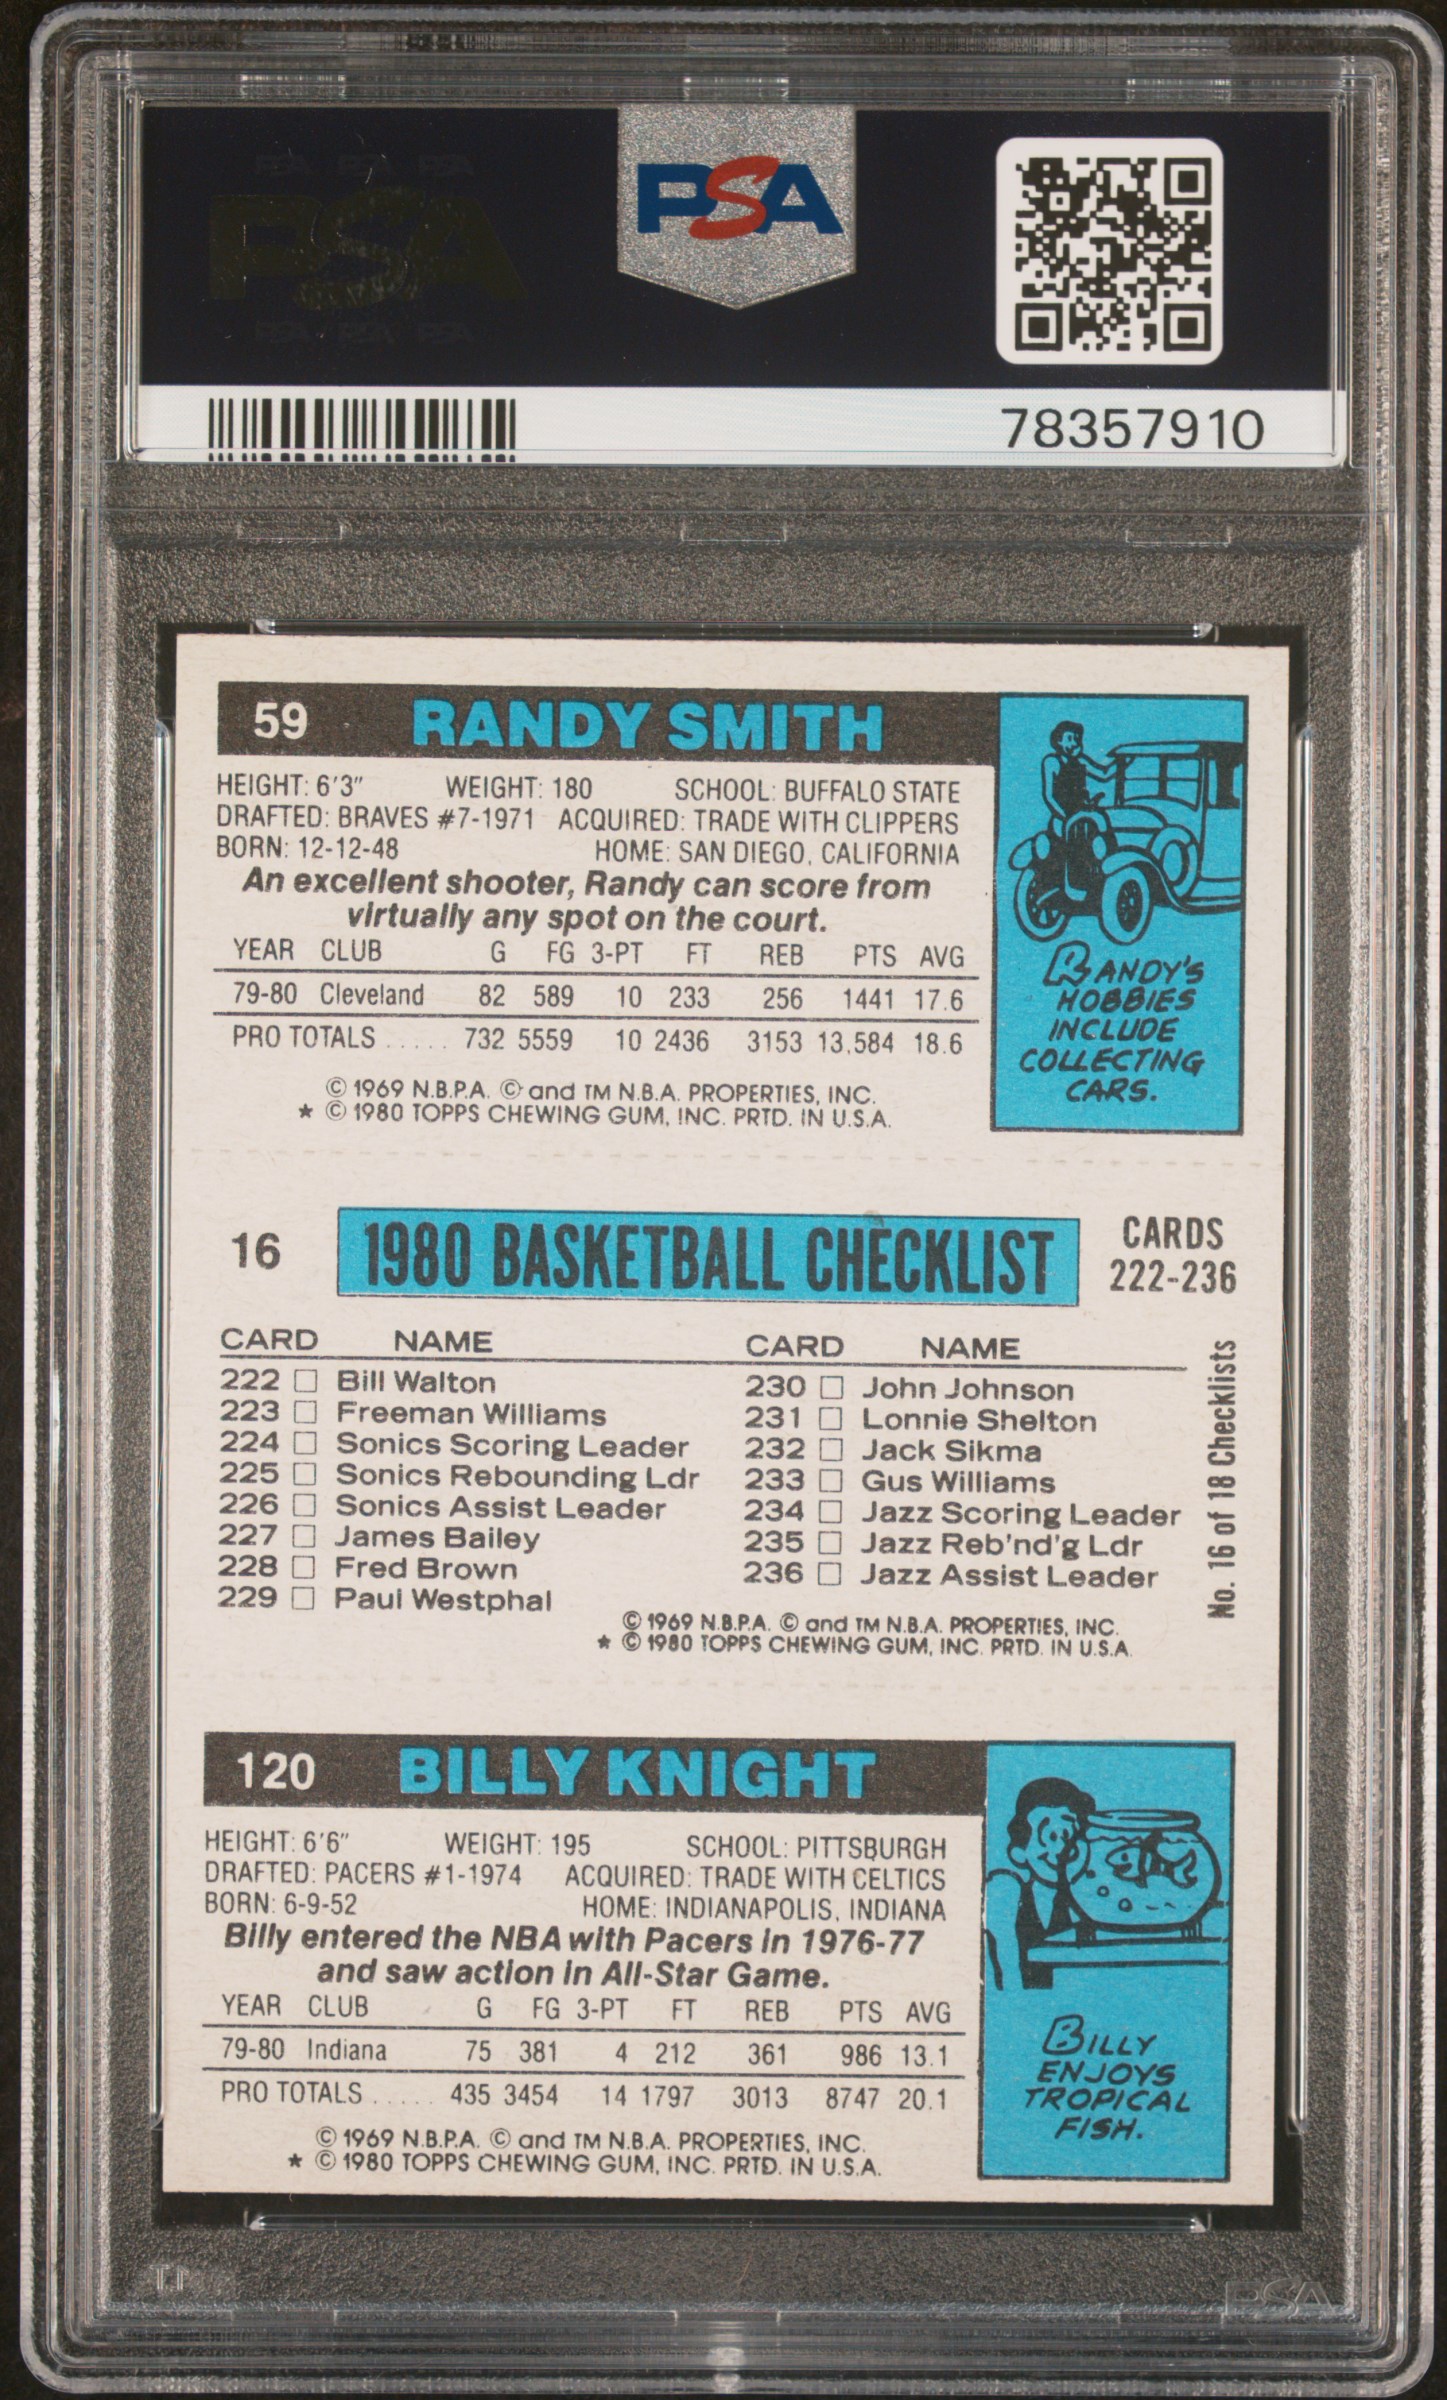 PSA
78357910
59 RANDY SMITH
HEIGHT: 6'3" WEIGHT: 180 SCHOOL: BUFFALO STATE
DRAFTED: BRAVES #7-1971 ACQUIRED: TRADE WITH CLIPPERS
BORN: 12-12-48 HOME: SAN DIEGO, CALIFORNIA
An excellent shooter, Randy can score from
virtually any spot on the court.
YEAR CLUB G FG 3-PT FT REB PTS AVG
79-80 Cleveland 82 589 10 233 256 1441 17.6
PRO TOTALS ..... 732 5559 10 2436 3153 13,584 18.6
© 1969 N.B.P.A. © and TM N.B.A. PROPERTIES, INC.
* © 1980 TOPPS CHEWING GUM, INC. PRTD. IN U.S.A.
RANDY'S
HOBBIES
INCLUDE
COLLECTING
CARS.
16 1980 BASKETBALL CHECKLIST CARDS
222-236
CARD NAME CARD NAME
222 □ Bill Walton 230 □ John Johnson
223 □ Freeman Williams 231 □ Lonnie Shelton
224 □ Sonics Scoring Leader 232 □ Jack Sikma
225 □ Sonics Rebounding Ldr 233 □ Gus Williams
226 □ Sonics Assist Leader 234 □ Jazz Scoring Leader
227 □ James Bailey 235 □ Jazz Reb'nd'g Ldr
228 □ Fred Brown 236 □ Jazz Assist Leader
229 □ Paul Westphal
© 1969 N.B.P.A. © and TM N.B.A. PROPERTIES, INC.
* © 1980 TOPPS CHEWING GUM, INC. PRTD. IN U.S.A.
No. 16 of 18 Checklists
120 BILLY KNIGHT
HEIGHT: 6'6" WEIGHT: 195 SCHOOL: PITTSBURGH
DRAFTED: PACERS #1-1974 ACQUIRED: TRADE WITH CELTICS
BORN: 6-9-52 HOME: INDIANAPOLIS, INDIANA
Billy entered the NBA with Pacers in 1976-77
and saw action in All-Star Game.
YEAR CLUB G FG 3-PT FT REB PTS AVG
79-80 Indiana 75 381 4 212 361 986 13.1
PRO TOTALS ..... 435 3454 14 1797 3013 8747 20.1
© 1969 N.B.P.A. © and TM N.B.A. PROPERTIES, INC.
* © 1980 TOPPS CHEWING GUM, INC. PRTD. IN U.S.A.
BILLY
ENJOYS
TROPICAL
FISH.
PSA